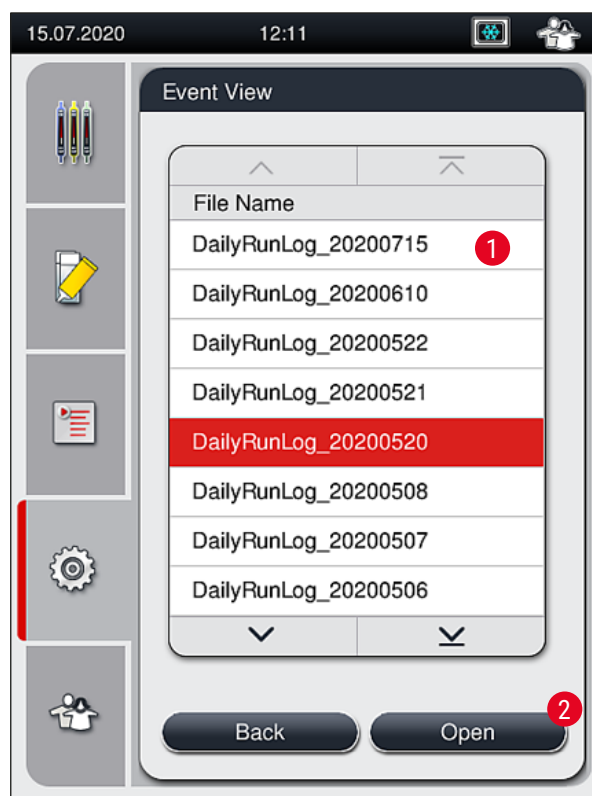 15.07.2020 12:11
Event View
File Name
DailyRunLog_20200715 1
DailyRunLog_20200610
DailyRunLog_20200522
DailyRunLog_20200521
DailyRunLog_20200520
DailyRunLog_20200508
DailyRunLog_20200507
DailyRunLog_20200506
2
Back Open